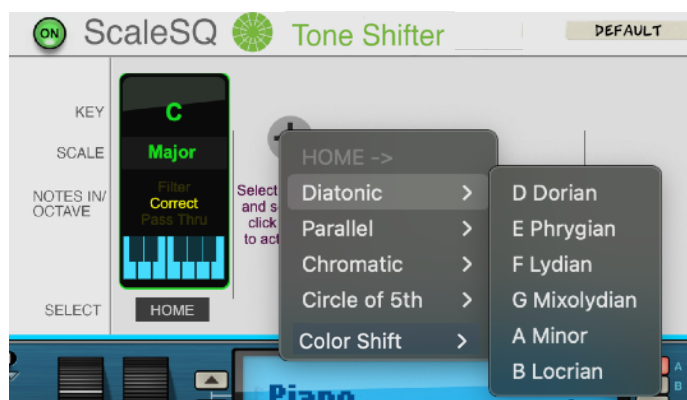 ON ScaleSQ Tone Shifter DEFAULT
KEY C
SCALE Major
NOTES IN/
OCTAVE
Filter
Correct
Pass Thru
SELECT HOME
Select
and s
click
to act
HOME ->
Diatonic >
Parallel >
Chromatic >
Circle of 5th >
Color Shift >
D Dorian
E Phrygian
F Lydian
G Mixolydian
A Minor
B Locrian
Piano
A
B